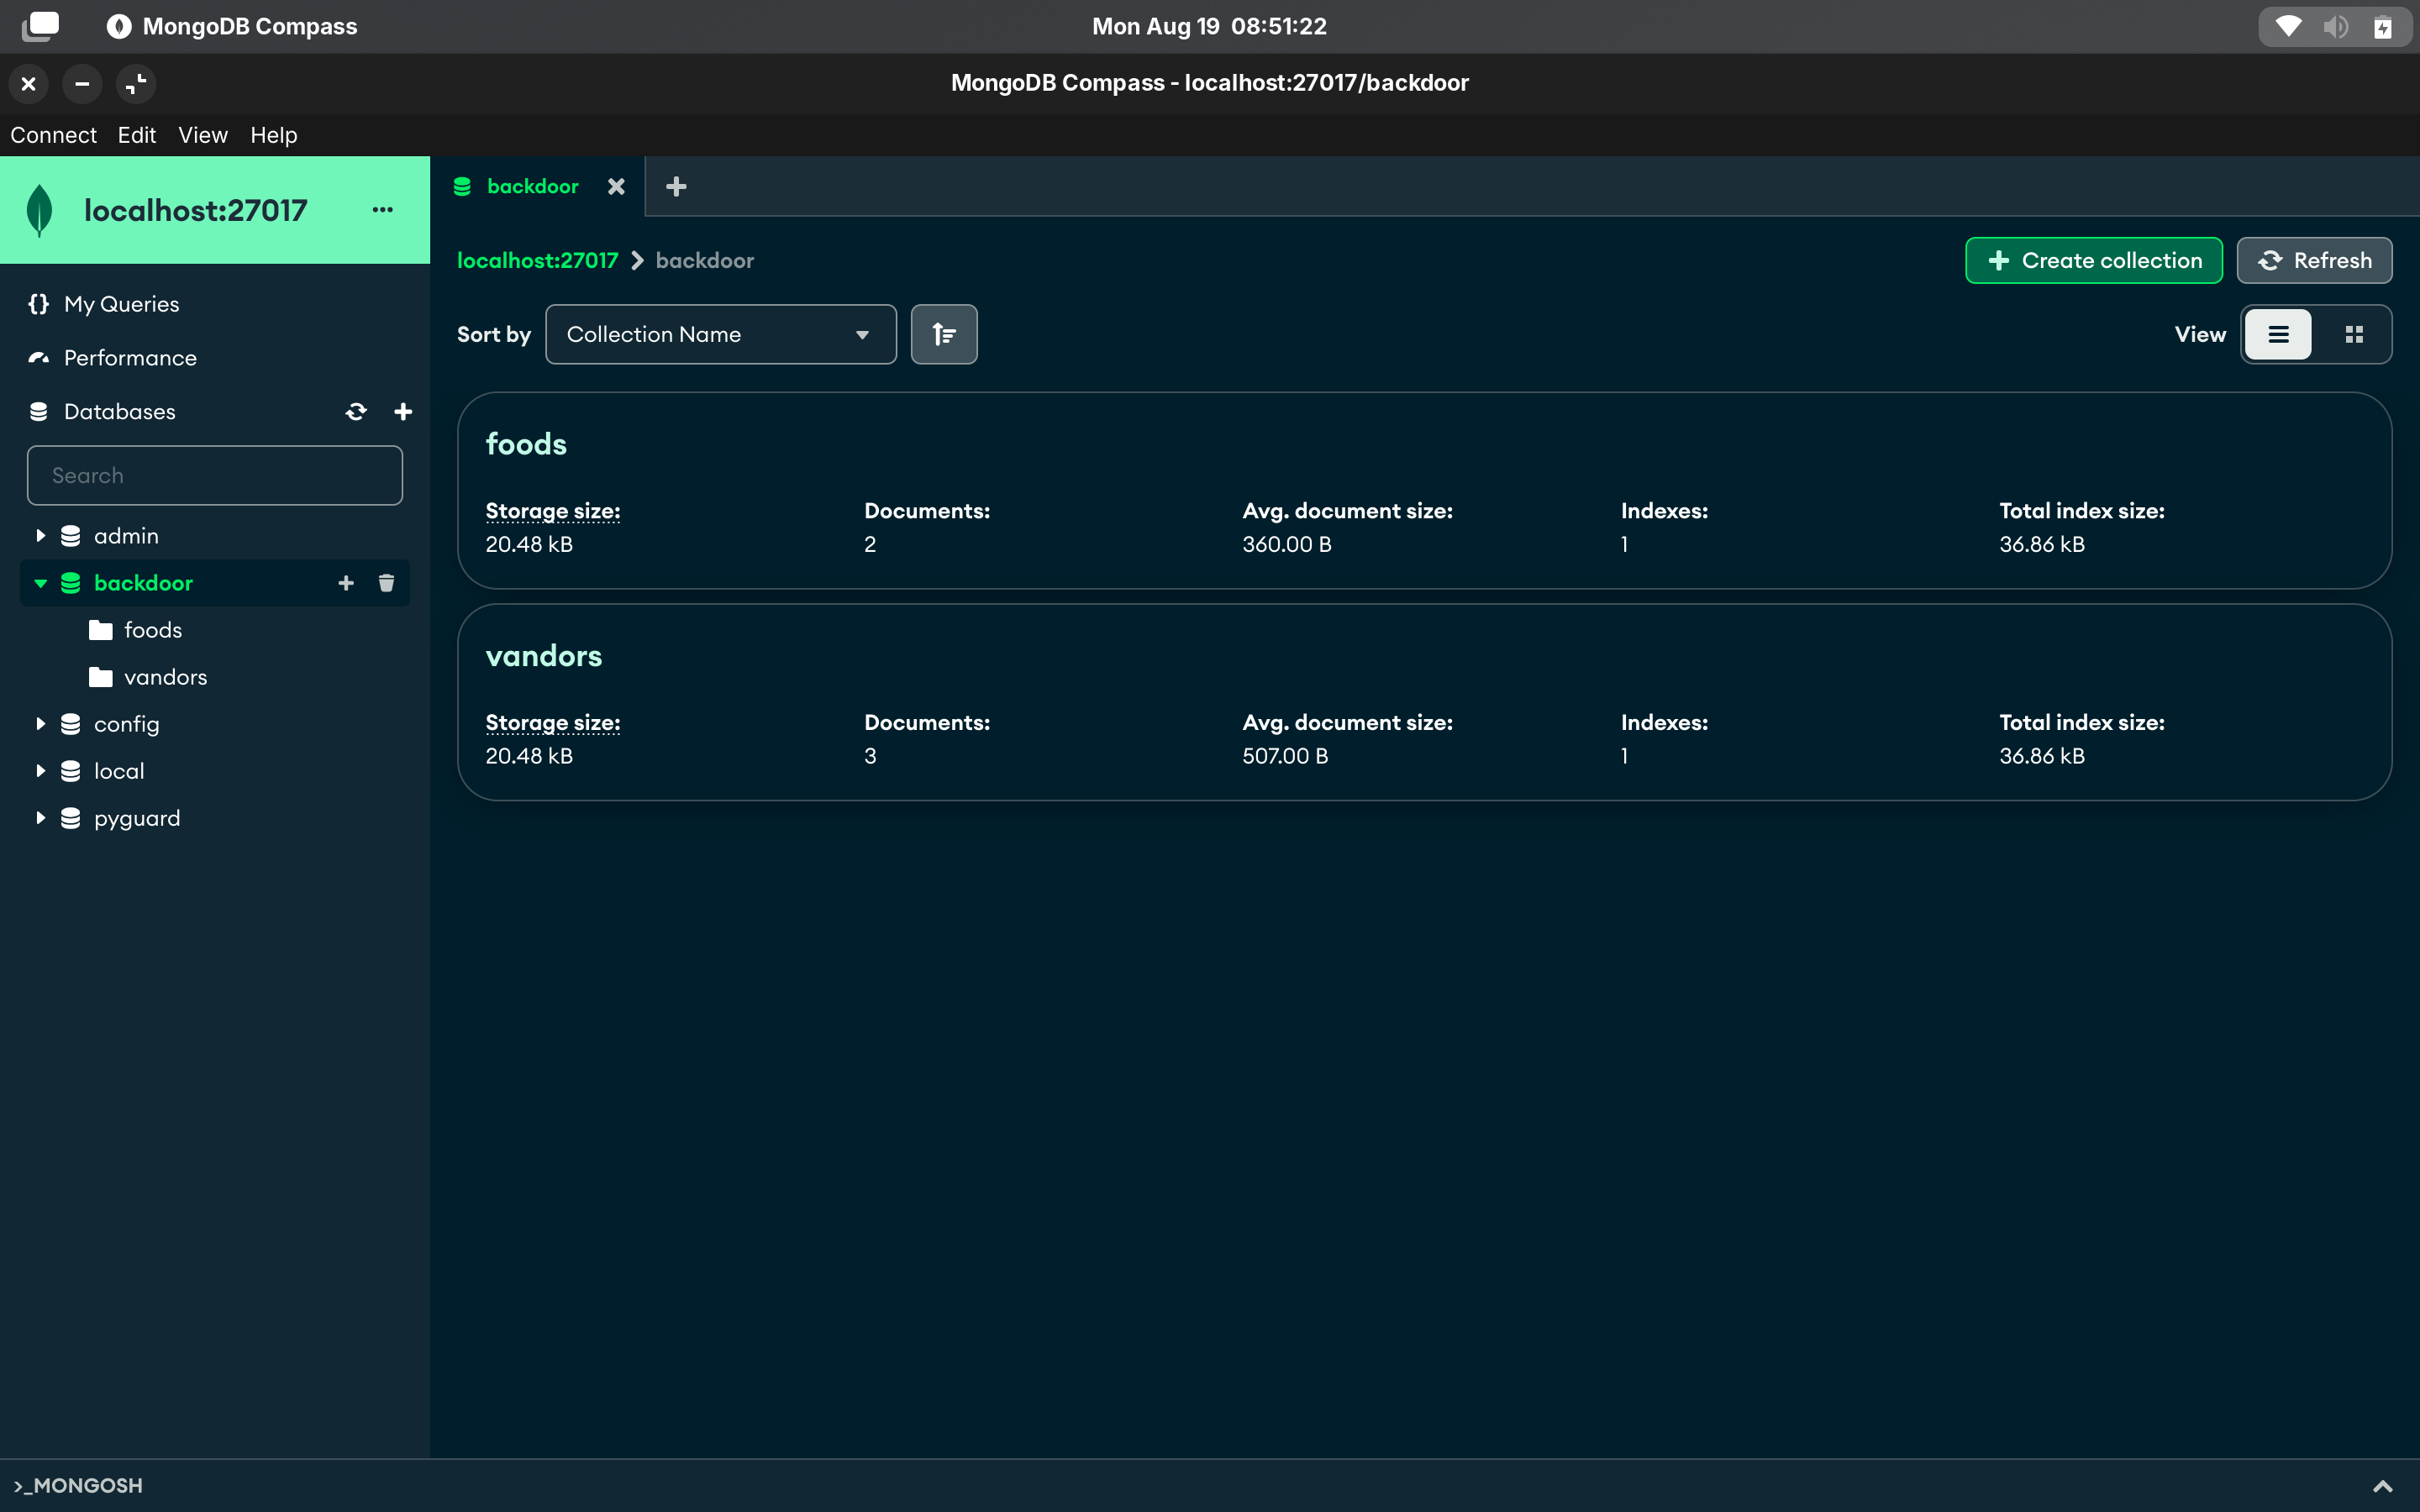 MongoDB Compass
Mon Aug 19 08:51:22
MongoDB Compass - localhost:27017/backdoor
Connect Edit View Help
localhost:27017
My Queries
Performance
Databases
Search
admin
backdoor
foods
vandors
config
local
pyguard
backdoor
localhost:27017 backdoor
Create collection
Refresh
Sort by
Collection Name
View
foods
Storage size: Documents: Avg. document size: Indexes: Total index size:
20.48 kB 2 360.00 B 1 36.86 kB
vandors
Storage size: Documents: Avg. document size: Indexes: Total index size:
20.48 kB 3 507.00 B 1 36.86 kB
>_MONGOSH